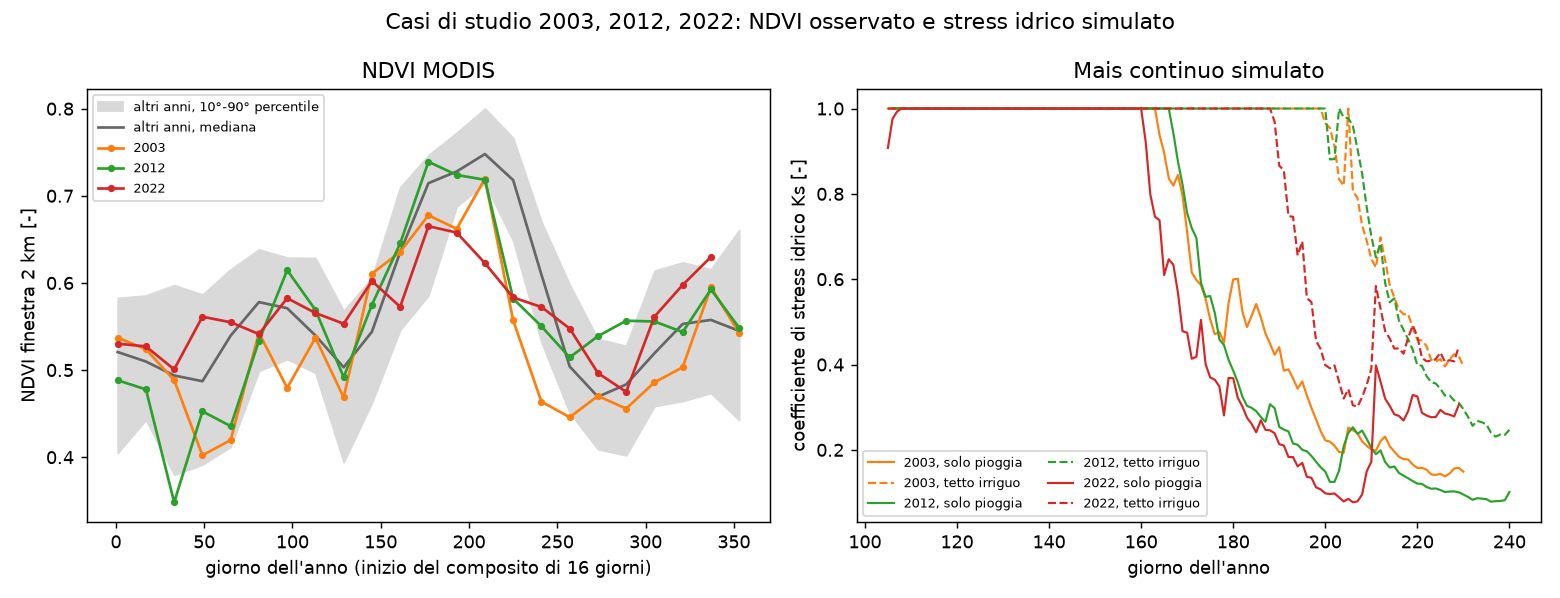 Casi di studio 2003, 2012, 2022: NDVI osservato e stress idrico simulato
NDVI MODIS
altri anni, 10°-90° percentile
altri anni, mediana
2003
2012
2022
0.8
0.7
0.6
0.5
0.4
NDVI finestra 2 km [-]
0 50 100 150 200 250 300 350
giorno dell'anno (inizio del composito di 16 giorni)
Mais continuo simulato
1.0
0.8
0.6
0.4
0.2
coefficiente di stress idrico Ks [-]
2003, solo pioggia
2003, tetto irriguo
2012, solo pioggia
2012, tetto irriguo
2022, solo pioggia
2022, tetto irriguo
100 120 140 160 180 200 220 240
giorno dell'anno